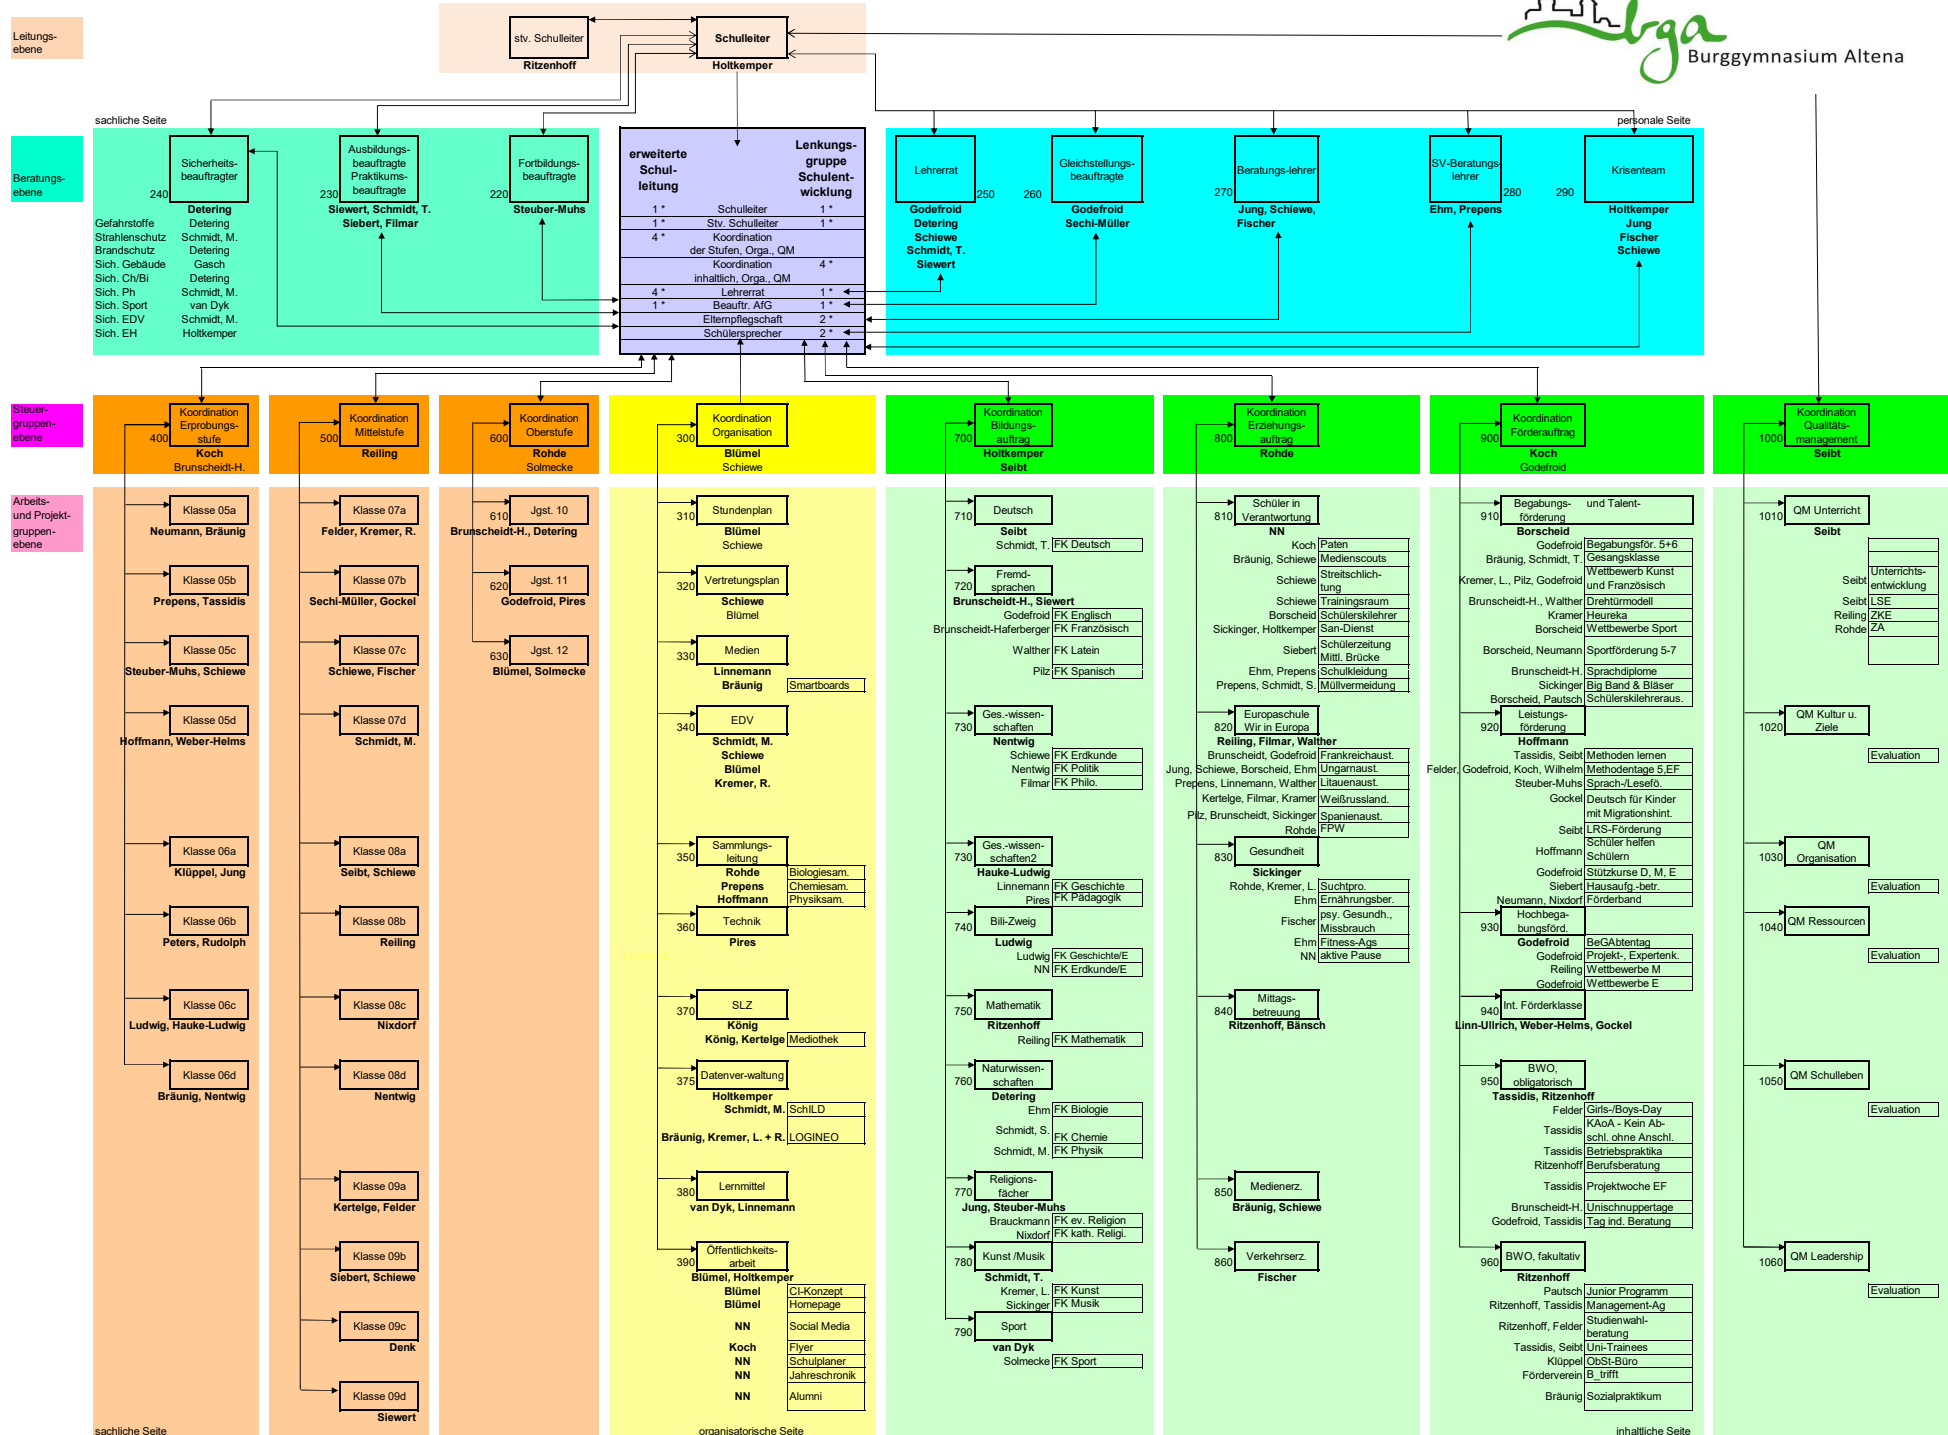 Leitungs-
ebene
stv. Schulleiter
Ritzenhoff
Schulleiter
Holtkemper
bga
Burggymnasium Altena
sachliche Seite
personale Seite
Beratungs-
ebene
Sicherheits-
beauftragter
240
Detering
Gefahrstoffe Detering
Strahlenschutz Schmidt, M.
Brandschutz Detering
Sich. Gebäude Gasch
Sich. Ch/Bi Detering
Sich. Ph Schmidt, M.
Sich. Sport van Dyk
Sich. EDV Schmidt, M.
Sich. EH Holtkemper
Ausbildungs-
beauftragte
Praktikums-
beauftragte
230
Siewert, Schmidt, T.
Siebert, Filmar
Fortbildungs-
beauftragte
220
Steuber-Muhs
erweiterte
Schul-
leitung
Lenkungs-
gruppe
Schulent-
wicklung
1 * Schulleiter 1 *
1 * Stv. Schulleiter 1 *
4 * Koordination
der Stufen, Orga., QM
Koordination 4 *
inhaltlich, Orga., QM
4 * Lehrerrat 1 *
1 * Beauftr. AfG 1 *
Elternpflegschaft 2 *
Schülersprecher 2 *
Lehrerrat
250
Godefroid
Detering
Schiewe
Schmidt, T.
Siewert
Gleichstellungs-
beauftragte
260
Godefroid
Sechi-Müller
Beratungs-lehrer
270
Jung, Schiewe,
Fischer
SV-Beratungs-
lehrer
280
Ehm, Prepens
Krisenteam
290
Holtkemper
Jung
Fischer
Schiewe
Steuer-
gruppen-
ebene
Koordination
Erprobungs-
stufe
400
Koch
Brunscheidt-H.
Koordination
Mittelstufe
500
Reiling
Koordination
Oberstufe
600
Rohde
Solmecke
Koordination
Organisation
300
Blümel
Schiewe
Koordination
Bildungs-
auftrag
700
Holtkemper
Seibt
Koordination
Erziehungs-
auftrag
800
Rohde
Koordination
Förderauftrag
900
Koch
Godefroid
Koordination
Qualitäts-
management
1000
Seibt
Arbeits-
und Projekt-
gruppen-
ebene
Klasse 05a
Neumann, Bräunig
Klasse 05b
Prepens, Tassidis
Klasse 05c
Steuber-Muhs, Schiewe
Klasse 05d
Hoffmann, Weber-Helms
Klasse 06a
Klüppel, Jung
Klasse 06b
Peters, Rudolph
Klasse 06c
Ludwig, Hauke-Ludwig
Klasse 06d
Bräunig, Nentwig
Klasse 07a
Felder, Kremer, R.
Klasse 07b
Sechi-Müller, Gockel
Klasse 07c
Schiewe, Fischer
Klasse 07d
Schmidt, M.
Klasse 08a
Seibt, Schiewe
Klasse 08b
Reiling
Klasse 08c
Nixdorf
Klasse 08d
Nentwig
Klasse 09a
Kertelge, Felder
Klasse 09b
Siebert, Schiewe
Klasse 09c
Denk
Klasse 09d
Siewert
Jgst. 10
610
Brunscheidt-H., Detering
Jgst. 11
620
Godefroid, Pires
Jgst. 12
630
Blümel, Solmecke
Stundenplan
310
Blümel
Schiewe
Vertretungsplan
320
Schiewe
Blümel
Medien
330
Linnemann
Bräunig Smartboards
EDV
340
Schmidt, M.
Schiewe
Blümel
Kremer, R.
Sammlungs-
leitung
350
Rohde Biologiesam.
Prepens Chemiesam.
Hoffmann Physiksam.
Technik
360
Pires
SLZ
370
König
König, Kertelge Mediothek
Datenver-waltung
375
Holtkemper
Schmidt, M. SchILD
Bräunig, Kremer, L. + R. LOGINEO
Lernmittel
380
van Dyk, Linnemann
Öffentlichkeits-
arbeit
390
Blümel, Holtkemper
Blümel CI-Konzept
Blümel Homepage
NN Social Media
Koch Flyer
NN Schulplaner
NN Jahreschronik
NN Alumni
Deutsch
710
Seibt
Schmidt, T. FK Deutsch
Fremd-
sprachen
720
Brunscheidt-H., Siewert
Godefroid FK Englisch
Brunscheidt-Haferberger FK Französisch
Walther FK Latein
Pilz FK Spanisch
Ges.-wissen-
schaften
730
Nentwig
Schiewe FK Erdkunde
Nentwig FK Politik
Filmar FK Philo.
Ges.-wissen-
schaften2
730
Hauke-Ludwig
Linnemann FK Geschichte
Pires FK Pädagogik
Bili-Zweig
740
Ludwig
Ludwig FK Geschichte/E
NN FK Erdkunde/E
Mathematik
750
Ritzenhoff
Reiling FK Mathematik
Naturwissen-
schaften
760
Detering
Ehm FK Biologie
Schmidt, S. FK Chemie
Schmidt, M. FK Physik
Religions-
fächer
770
Jung, Steuber-Muhs
Brauckmann FK ev. Religion
Nixdorf FK kath. Religi.
Kunst /Musik
780
Schmidt, T.
Kremer, L. FK Kunst
Sickinger FK Musik
Sport
790
van Dyk
Solmecke FK Sport
Schüler in
Verantwortung
810
NN
Koch Paten
Bräunig, Schiewe Medienscouts
Schiewe Streitschlich-
tung
Schiewe Trainingsraum
Borscheid Schülerskilehrer
Sickinger, Holtkemper San-Dienst
Siebert Schülerzeitung
Mittl. Brücke
Ehm, Prepens Schulkleidung
Prepens, Schmidt, S. Müllvermeidung
Europaschule
Wir in Europa
820
Reiling, Filmar, Walther
Brunscheidt, Godefroid Frankreichaust.
Jung, Schiewe, Borscheid, Ehm Ungarnaust.
Prepens, Linnemann, Walther Litauenaust.
Kertelge, Filmar, Kramer Weißrussland.
Pilz, Brunscheidt, Sickinger Spanienaust.
Rohde FPW
Gesundheit
830
Sickinger
Rohde, Kremer, L. Suchtpro.
Ehm Ernährungsber.
Fischer psy. Gesundh.,
Missbrauch
Ehm Fitness-Ags
NN aktive Pause
Mittags-
betreuung
840
Ritzenhoff, Bänsch
Medienerz.
850
Bräunig, Schiewe
Verkehrserz.
860
Fischer
Begabungs- und Talent-
förderung
910
Borscheid
Godefroid Begabungsför. 5+6
Bräunig, Schmidt, T. Gesangsklasse
Kremer, L., Pilz, Godefroid Wettbewerb Kunst
und Französisch
Brunscheidt-H., Walther Drehtürmodell
Kramer Heureka
Borscheid Wettbewerbe Sport
Borscheid, Neumann Sportförderung 5-7
Brunscheidt-H. Sprachdiplome
Sickinger Big Band & Bläser
Borscheid, Pautsch Schülerskilehreraus.
Leistungs-
förderung
920
Hoffmann
Tassidis, Seibt Methoden lernen
Felder, Godefroid, Koch, Wilhelm Methodentage 5,EF
Steuber-Muhs Sprach-/Lesefö.
Gockel Deutsch für Kinder
mit Migrationshint.
Seibt LRS-Förderung
Hoffmann Schüler helfen
Schülern
Godefroid Stützkurse D, M, E
Siebert Hausaufg.-betr.
Neumann, Nixdorf Förderband
Hochbega-
bungsförd.
930
Godefroid BeGAbtentag
Godefroid Projekt-, Expertenk.
Reiling Wettbewerbe M
Godefroid Wettbewerbe E
Int. Förderklasse
940
Linn-Ullrich, Weber-Helms, Gockel
BWO,
obligatorisch
950
Tassidis, Ritzenhoff
Felder Girls-/Boys-Day
Tassidis KAoA - Kein Ab-
schl. ohne Anschl.
Tassidis Betriebspraktika
Ritzenhoff Berufsberatung
Tassidis Projektwoche EF
Brunscheidt-H. Unischnuppertage
Godefroid, Tassidis Tag ind. Beratung
BWO, fakultativ
960
Ritzenhoff
Pautsch Junior Programm
Ritzenhoff, Tassidis Management-Ag
Ritzenhoff, Felder Studienwahl-
beratung
Tassidis, Seibt Uni-Trainees
Klüppel ObSt-Büro
Förderverein B_trifft
Bräunig Sozialpraktikum
QM Unterricht
1010
Seibt
Seibt Unterrichts-
entwicklung
Seibt LSE
Reiling ZKE
Rohde ZA
QM Kultur u.
Ziele
1020
Evaluation
QM
Organisation
1030
Evaluation
QM Ressourcen
1040
Evaluation
QM Schulleben
1050
Evaluation
QM Leadership
1060
Evaluation
sachliche Seite
organisatorische Seite
inhaltliche Seite